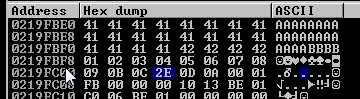 Address Hex dump ASCII
0219FBE0 41 41 41 41 41 41 41 41 AAAAAAAA
0219FBE8 41 41 41 41 41 41 41 41 AAAAAAAA
0219FBF0 41 41 41 41 42 42 42 42 AAAABBBB
0219FBF8 01 02 03 04 05 06 07 08 ☺☻♥♦♣♠
0219FC00 09 0B 0C 2E 0D 0A 00 01
0219FC08 FB 00 00 00 10 13 BE 01
0219FC10 C0 06 BE 01 00 00 00 00